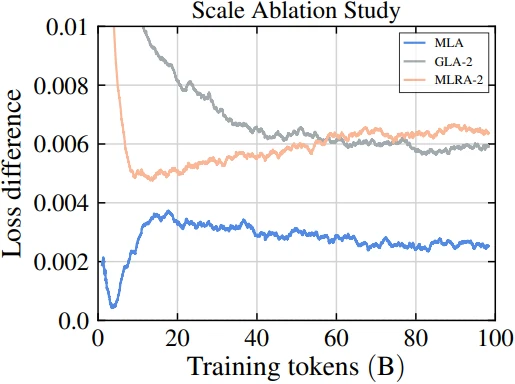 Scale Ablation Study
0.01
0.008
0.006
0.004
0.002
0.0
Loss difference
MLA
GLA-2
MLRA-2
0 20 40 60 80 100
Training tokens (B)